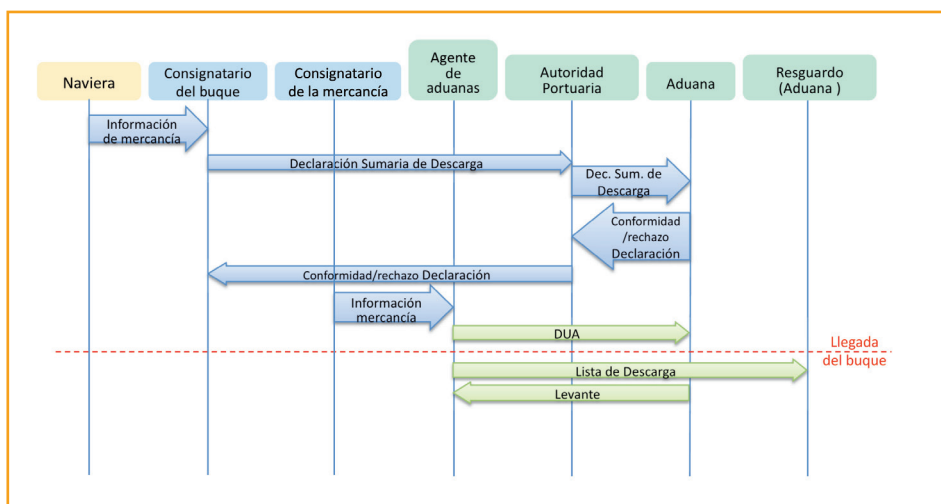 Naviera
Consignatario
del buque
Consignatario
de la mercancía
Agente
de
aduanas
Autoridad
Portuaria
Aduana
Resguardo
(Aduana )
Información
de mercancía
Declaración Sumaria de Descarga
Dec. Sum. de
Descarga
Conformidad
/rechazo
Declaración
Conformidad/rechazo Declaración
Información
mercancía
DUA
Llegada
del buque
Lista de Descarga
Levante